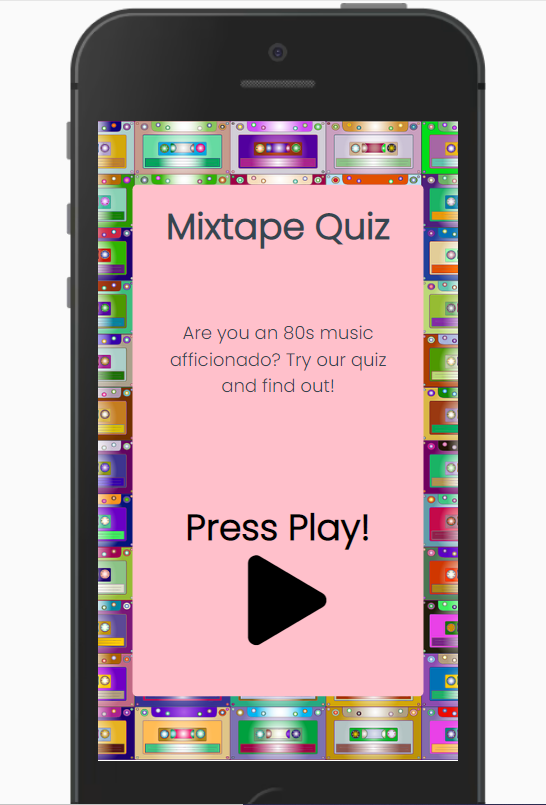 Mixtape Quiz
Are you an 80s music
afficionado? Try our quiz
and find out!
Press Play!